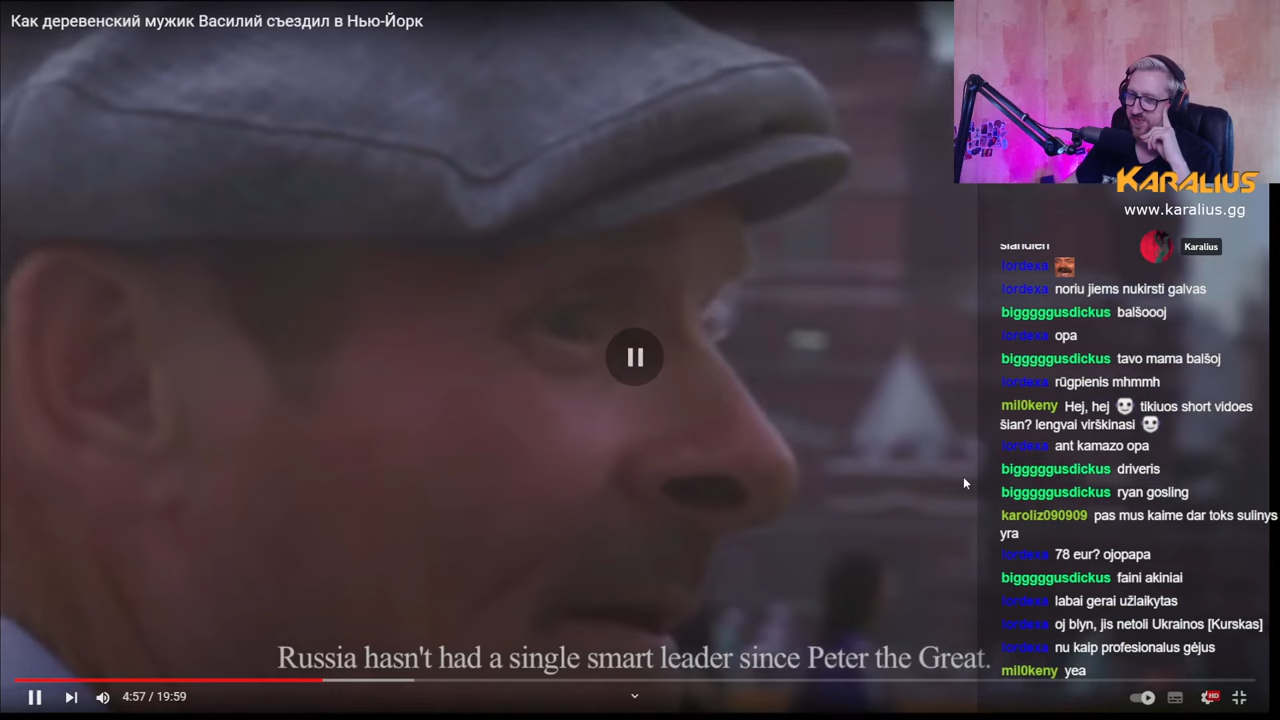 Как деревенский мужик Василий съездил в Нью-Йорк
KARALIUS
www.karalius.gg
Karalius
šiandien
lordexa
lordexa noriu jiems nukirsti galvas
bigggggusdickus balšoooj
lordexa opa
bigggggusdickus tavo mama balšoj
lordexa rūgpienis mhmmh
mil0keny Hej, hej tikiuos short vidoes
šian? lengvai virškinasi
lordexa ant kamazo opa
bigggggusdickus driveris
bigggggusdickus ryan gosling
karoliz090909 pas mus kaime dar toks sulinys
yra
lordexa 78 eur? ojopapa
bigggggusdickus faini akiniai
lordexa labai gerai užlaikytas
lordexa oj blyn, jis netoli Ukrainos [Kurskas]
lordexa nu kaip profesionalus gėjus
mil0keny yea
Russia hasn't had a single smart leader since Peter the Great.
4:57 / 19:59
HD